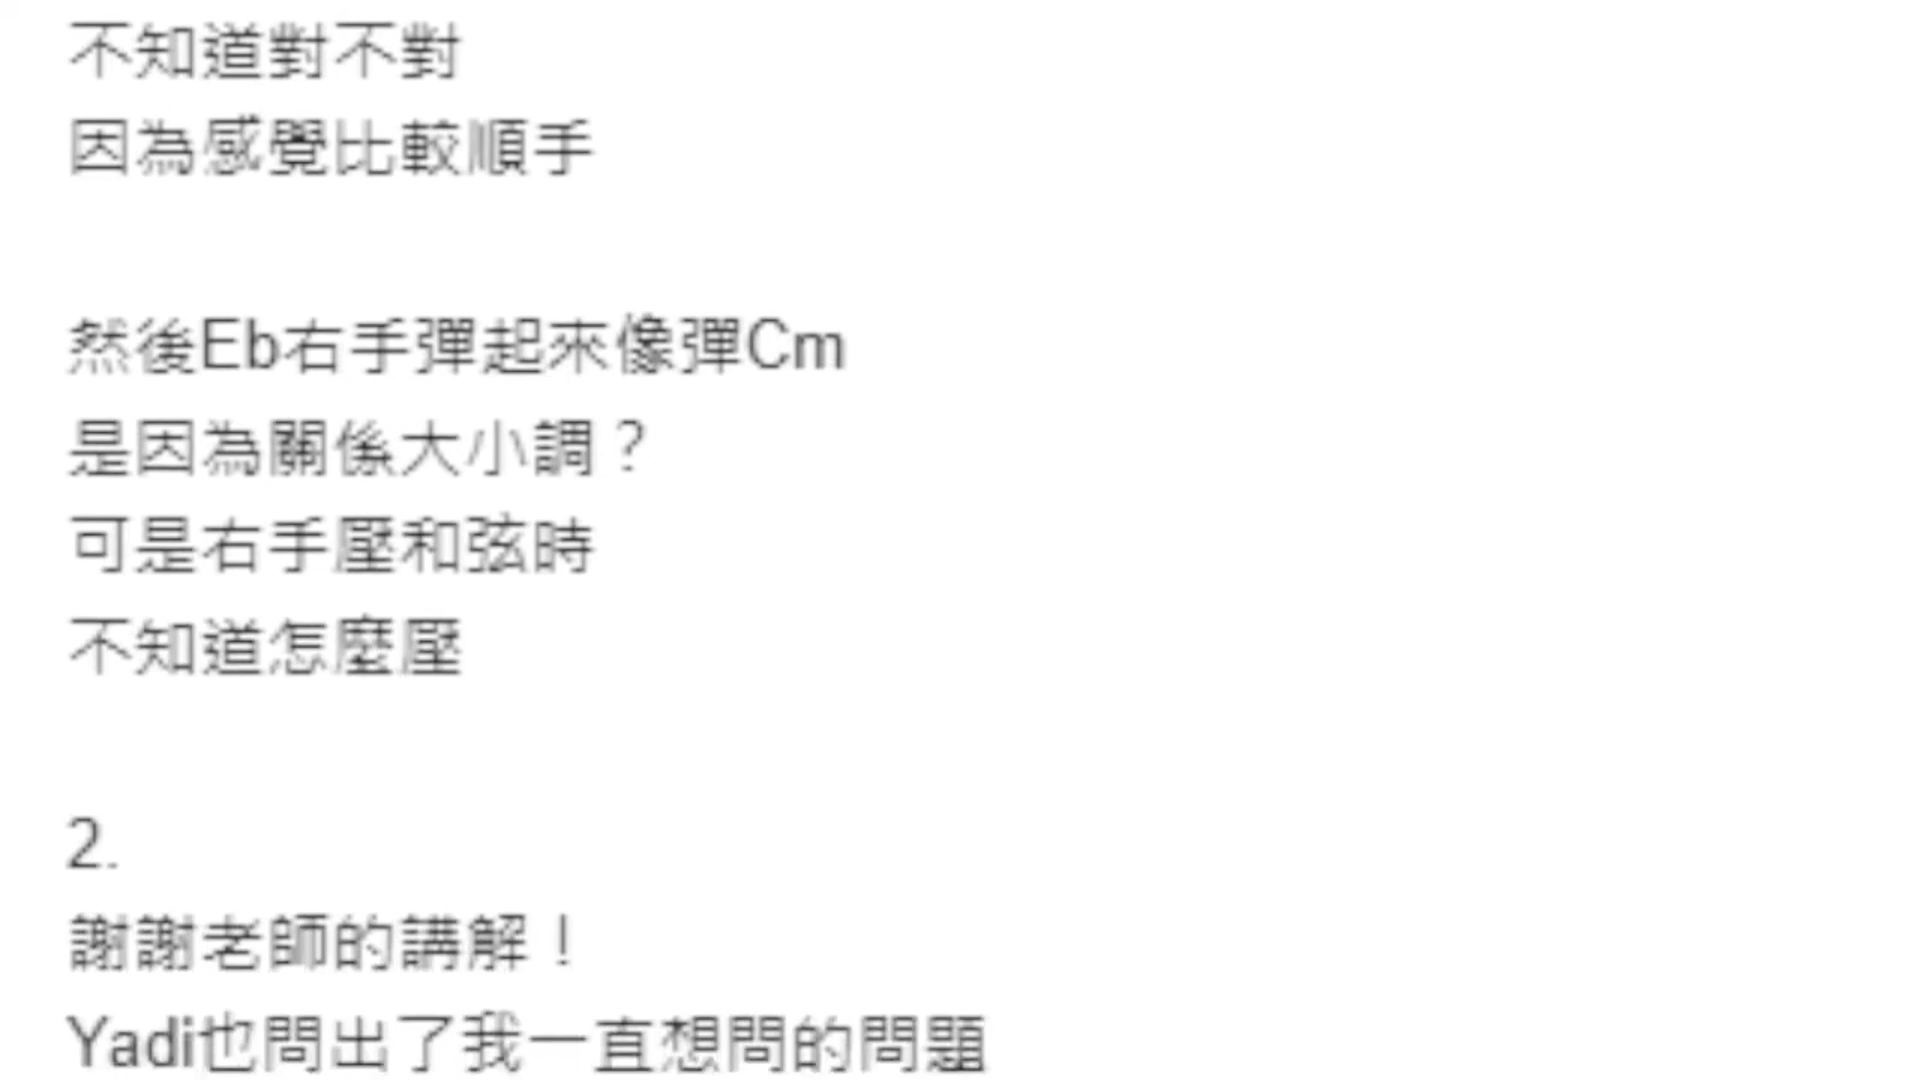 不知道對不對
因為感覺比較順手
然後Eb右手彈起來像彈Cm
是因為關係大小調？
可是右手壓和弦時
不知道怎麼壓
2.
謝謝老師的講解！
Yadi也問出了我一直想問的問題